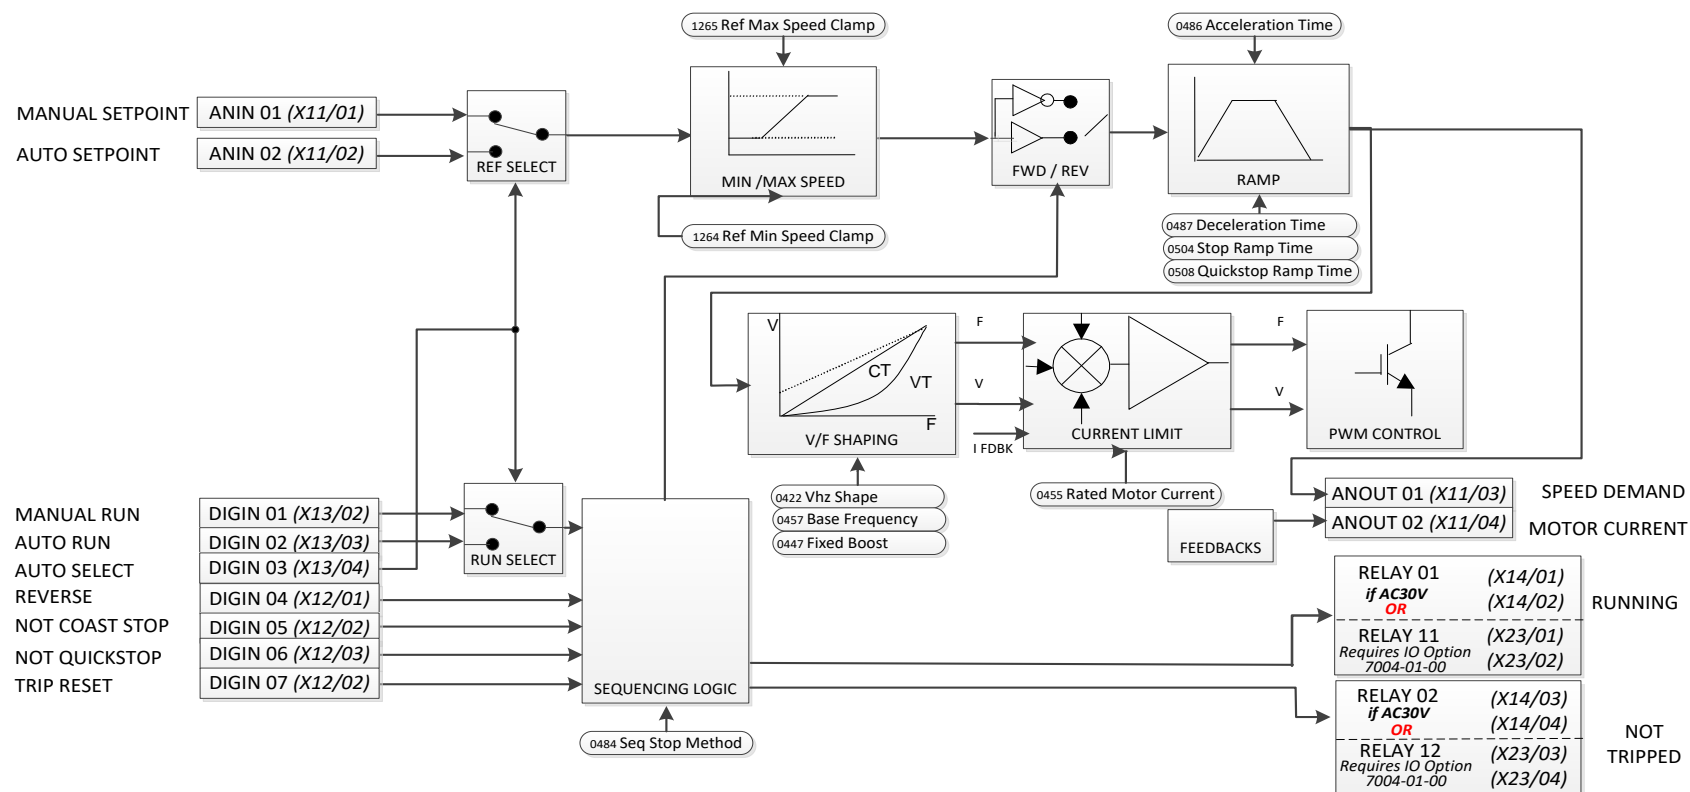 1265 Ref Max Speed Clamp
0486 Acceleration Time
MANUAL SETPOINT
ANIN 01 (X11/01)
AUTO SETPOINT
ANIN 02 (X11/02)
REF SELECT
MIN /MAX SPEED
FWD / REV
RAMP
1264 Ref Min Speed Clamp
0487 Deceleration Time
0504 Stop Ramp Time
0508 Quickstop Ramp Time
V
CT
VT
F
V/F SHAPING
F
V
I FDBK
CURRENT LIMIT
F
V
PWM CONTROL
0422 Vhz Shape
0457 Base Frequency
0447 Fixed Boost
0455 Rated Motor Current
FEEDBACKS
ANOUT 01 (X11/03)
SPEED DEMAND
ANOUT 02 (X11/04)
MOTOR CURRENT
MANUAL RUN
DIGIN 01 (X13/02)
AUTO RUN
DIGIN 02 (X13/03)
AUTO SELECT
DIGIN 03 (X13/04)
REVERSE
DIGIN 04 (X12/01)
NOT COAST STOP
DIGIN 05 (X12/02)
NOT QUICKSTOP
DIGIN 06 (X12/03)
TRIP RESET
DIGIN 07 (X12/02)
RUN SELECT
SEQUENCING LOGIC
0484 Seq Stop Method
RELAY 01 (X14/01)
if AC30V (X14/02)
OR
RUNNING
RELAY 11 (X23/01)
Requires IO Option
7004-01-00 (X23/02)
RELAY 02 (X14/03)
if AC30V (X14/04)
OR
NOT
TRIPPED
RELAY 12 (X23/03)
Requires IO Option
7004-01-00 (X23/04)